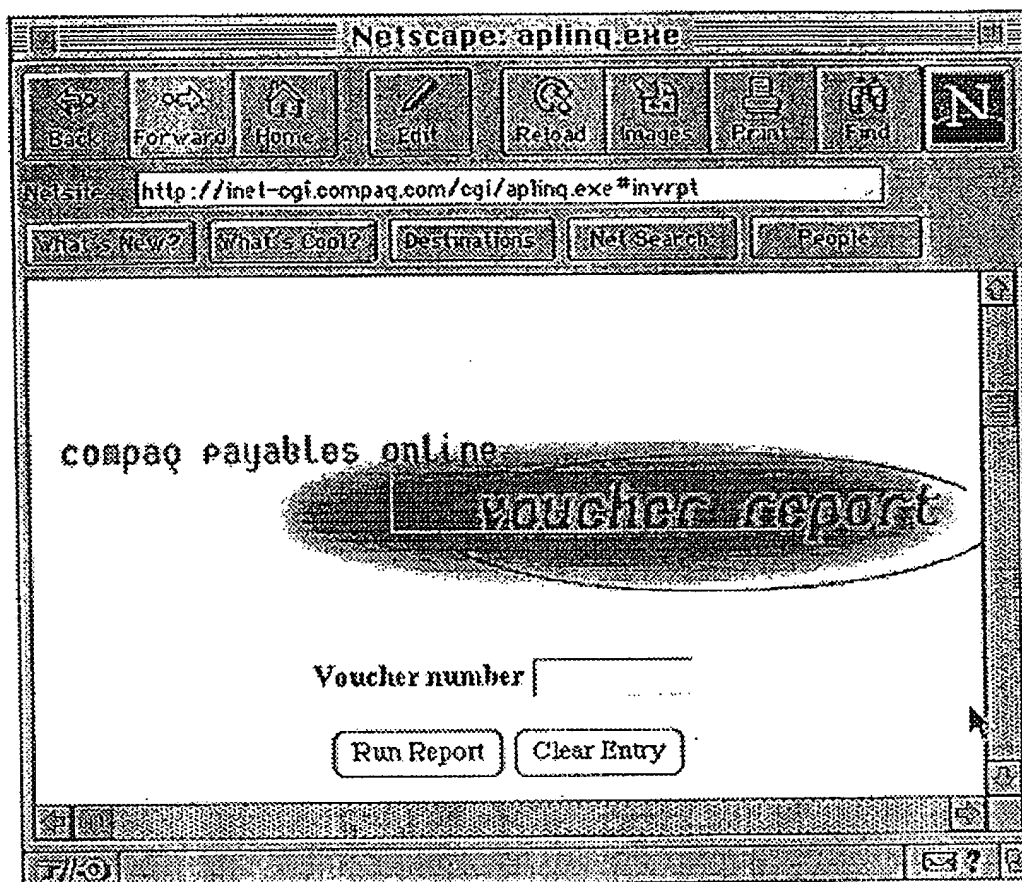 Netscape: aplinq.exe
Back Forward Home Edit Reload Images Print Find N
Netsite http://inet-cgi.compaq.com/cgi/aplinq.exe#invrpt
What's New? What's Cool? Destinations Net Search People
compaq payables online
voucher report
Voucher number
Run Report Clear Entry
?